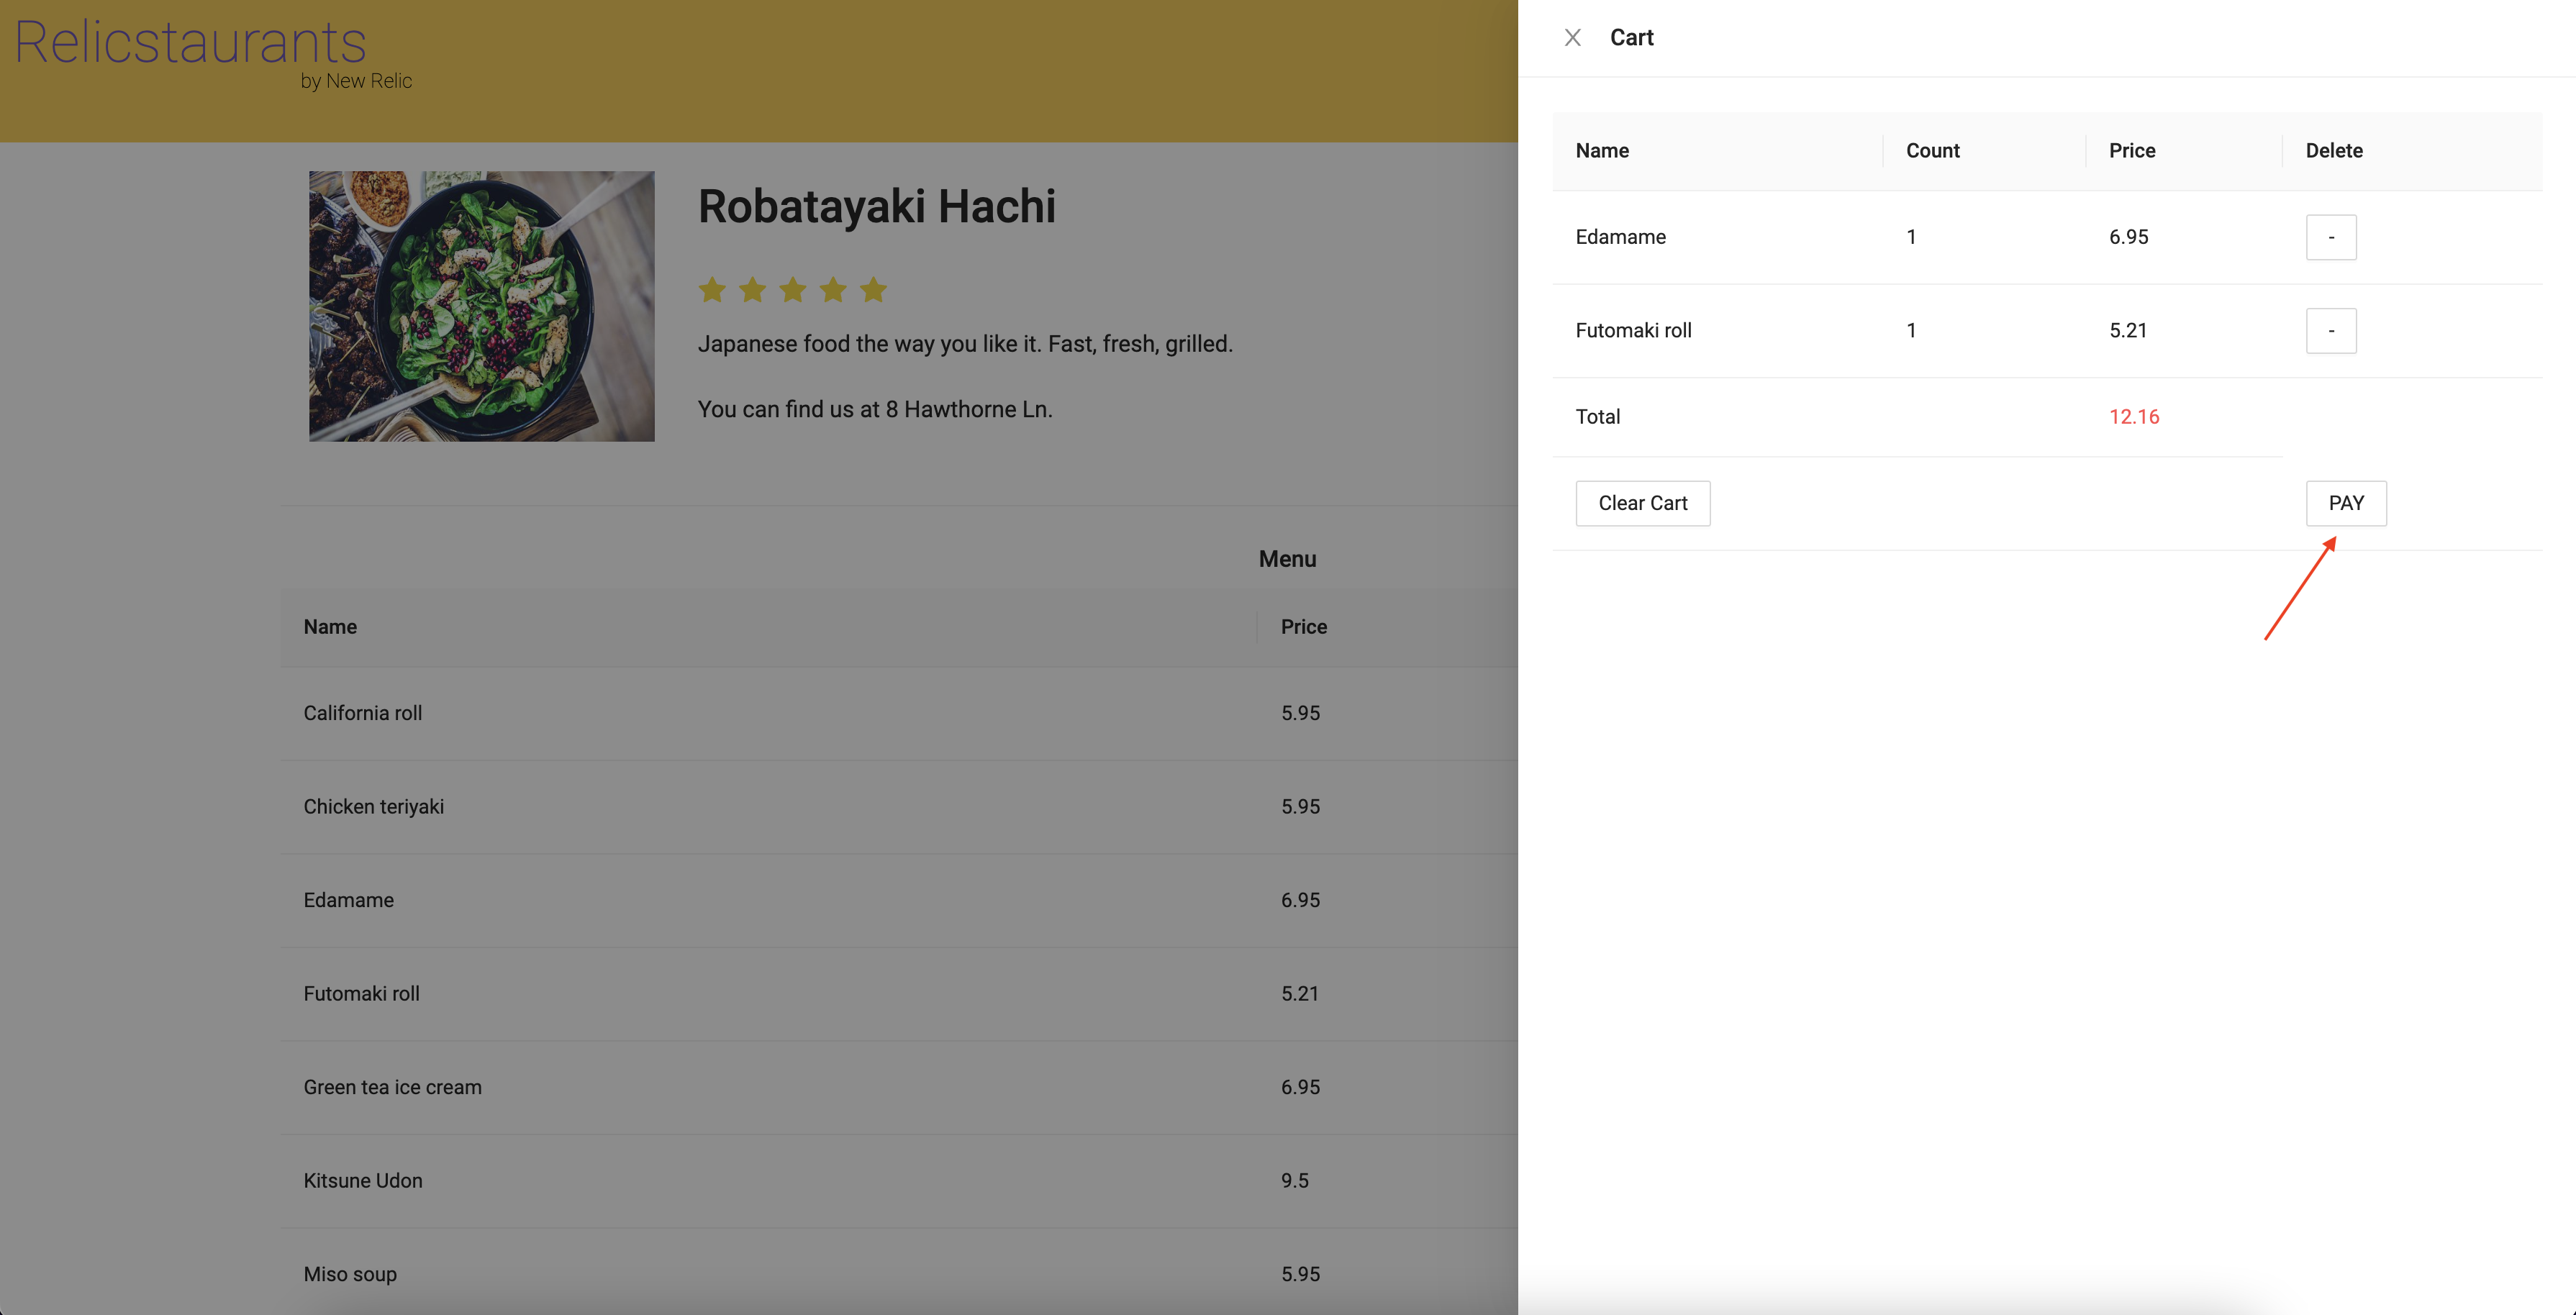 Relicstaurants
by New Relic
Robatayaki Hachi
Japanese food the way you like it. Fast, fresh, grilled.
You can find us at 8 Hawthorne Ln.
Menu
Name Price
California roll 5.95
Chicken teriyaki 5.95
Edamame 6.95
Futomaki roll 5.21
Green tea ice cream 6.95
Kitsune Udon 9.5
Miso soup 5.95
Cart
Name Count Price Delete
Edamame 1 6.95 -
Futomaki roll 1 5.21 -
Total 12.16
Clear Cart PAY